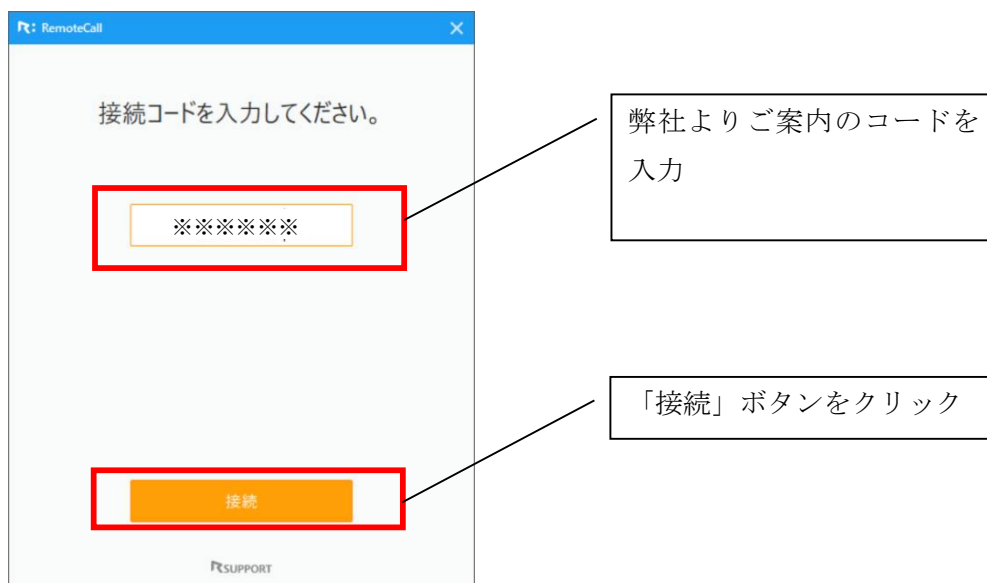 RemoteCall
接続コードを入力してください。
※※※※※※
弊社よりご案内のコードを
入力
「接続」ボタンをクリック
接続
RSUPPORT